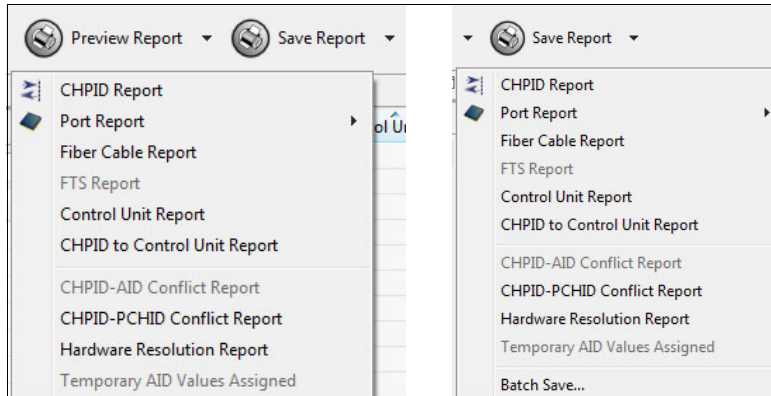 Preview Report
Save Report
CHPID Report
Port Report
Fiber Cable Report
FTS Report
Control Unit Report
CHPID to Control Unit Report
CHPID-AID Conflict Report
CHPID-PCHID Conflict Report
Hardware Resolution Report
Temporary AID Values Assigned
ol Un
Save Report
CHPID Report
Port Report
Fiber Cable Report
FTS Report
Control Unit Report
CHPID to Control Unit Report
CHPID-AID Conflict Report
CHPID-PCHID Conflict Report
Hardware Resolution Report
Temporary AID Values Assigned
Batch Save...